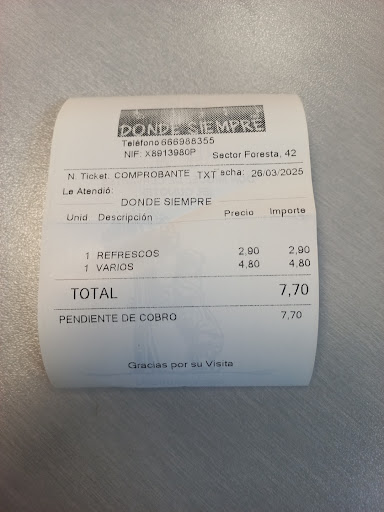 DONDE SIEMPRE
Teléfono 666988355
NIF: X8913980P Sector Foresta, 42
N. Ticket. COMPROBANTE TXT echa: 26/03/2025
Le Atendió:
DONDE SIEMPRE
Unid Descripción Precio Importe
1 REFRESCOS 2,90 2,90
1 VARIOS 4,80 4,80
TOTAL 7,70
PENDIENTE DE COBRO 7,70
Gracias por su Visita